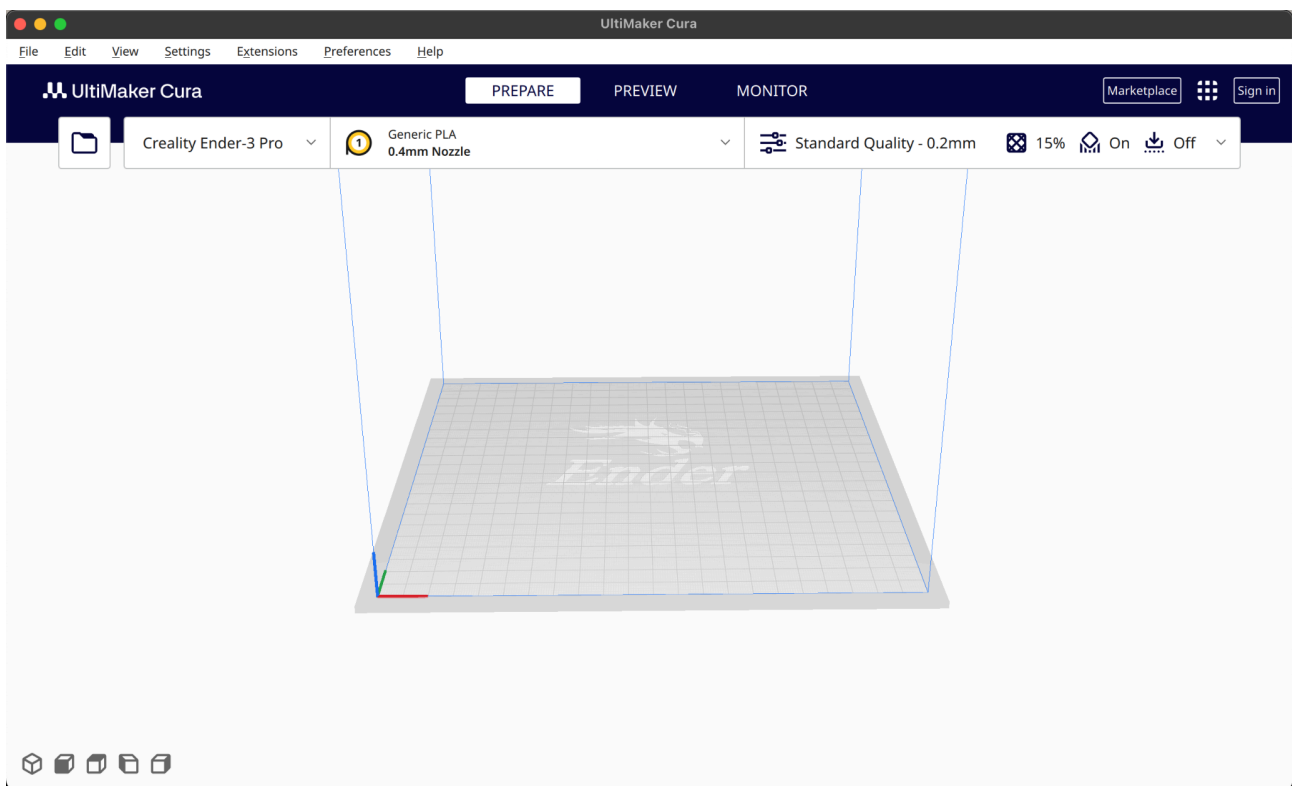 UltiMaker Cura
File Edit View Settings Extensions Preferences Help
UltiMaker Cura PREPARE PREVIEW MONITOR Marketplace Sign in
Creality Ender-3 Pro 1 Generic PLA
0.4mm Nozzle
Standard Quality - 0.2mm 15% On Off
Ender